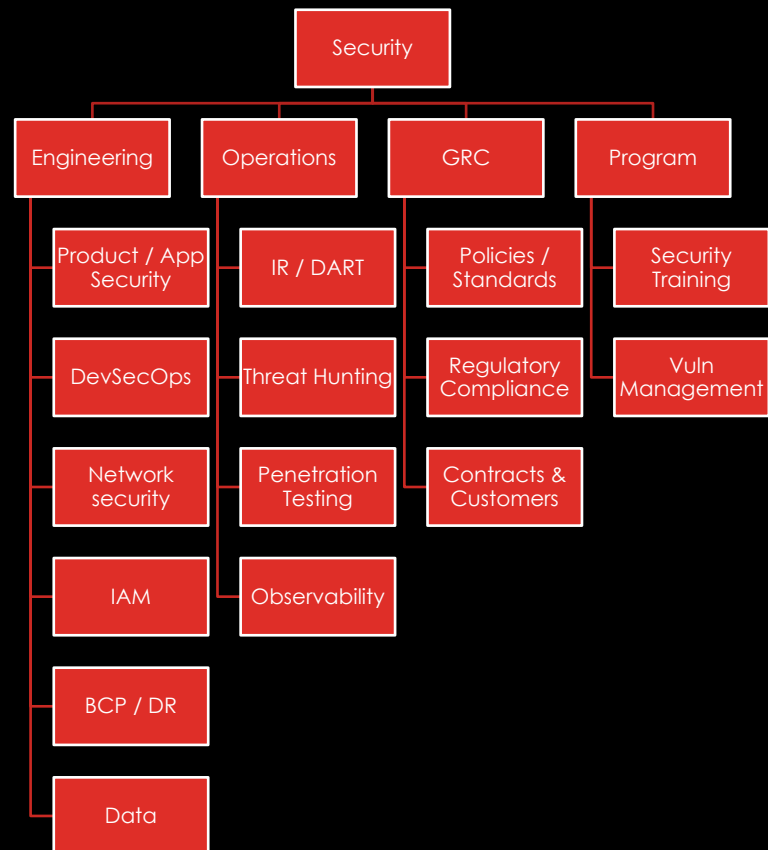 Security
Engineering
Operations
GRC
Program
Product / App
Security
IR / DART
Policies /
Standards
Security
Training
DevSecOps
Threat Hunting
Regulatory
Compliance
Vuln
Management
Network
security
Penetration
Testing
Contracts &
Customers
IAM
Observability
BCP / DR
Data